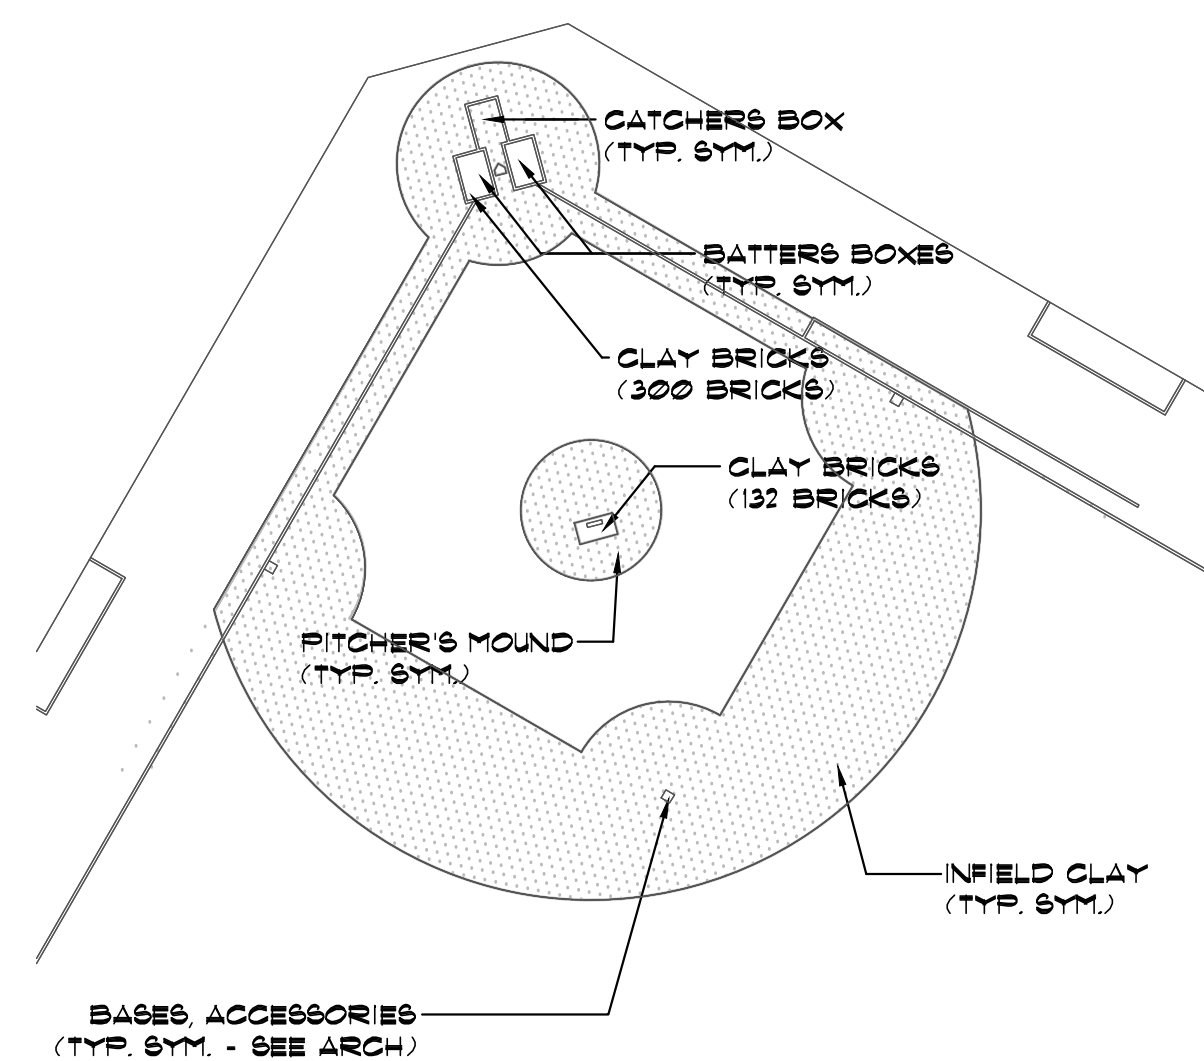 CATCHERS BOX
(TYP. SYM.)
BATTERS BOXES
(TYP. SYM.)
CLAY BRICKS
(300 BRICKS)
CLAY BRICKS
(132 BRICKS)
PITCHER'S MOUND
(TYP. SYM.)
INFIELD CLAY
(TYP. SYM.)
BASES, ACCESSORIES
(TYP. SYM. - SEE ARCH)